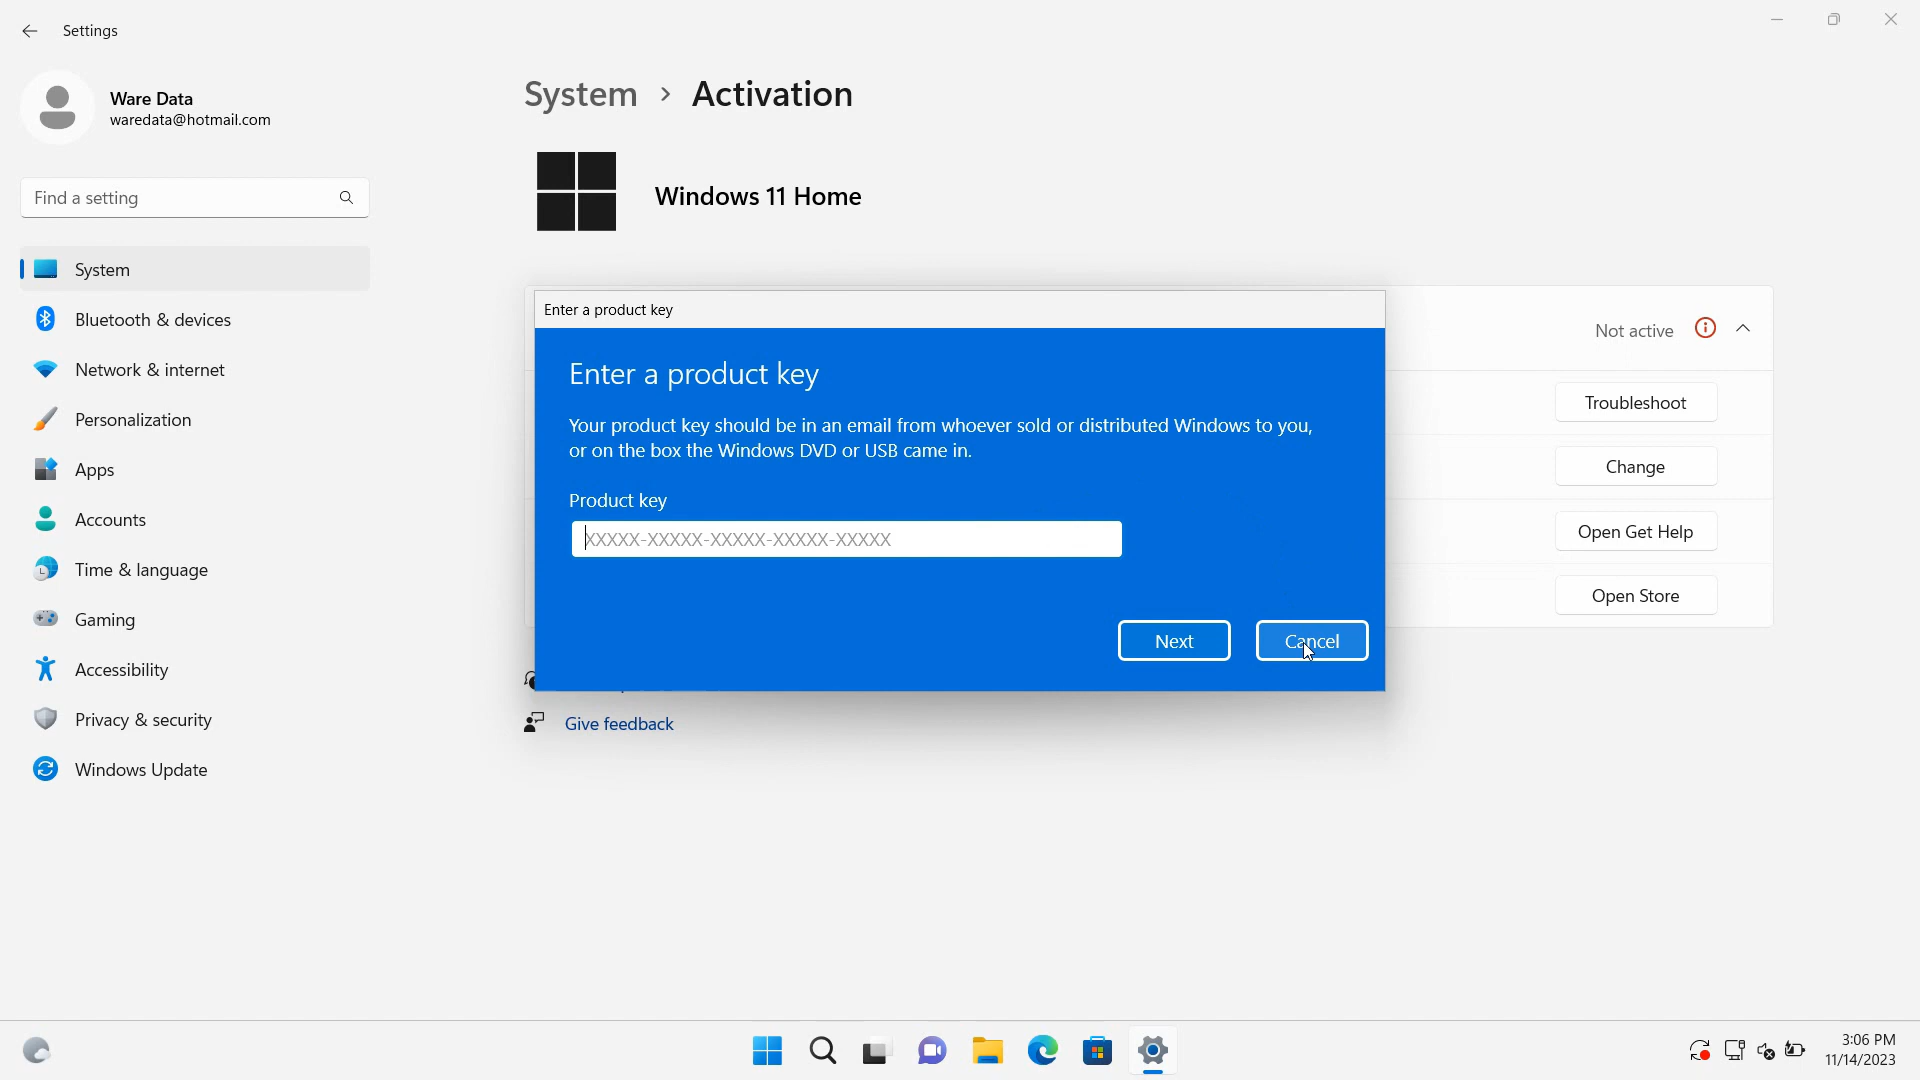 Settings
Ware Data
waredata@hotmail.com
Find a setting
System
Bluetooth & devices
Network & internet
Personalization
Apps
Accounts
Time & language
Gaming
Accessibility
Privacy & security
Windows Update
System > Activation
Windows 11 Home
Not active
Troubleshoot
Change
Open Get Help
Open Store
Enter a product key
Enter a product key
Your product key should be in an email from whoever sold or distributed Windows to you,
or on the box the Windows DVD or USB came in.
Product key
XXXXX-XXXXX-XXXXX-XXXXX-XXXXX
Next
Cancel
Give feedback
3:06 PM
11/14/2023